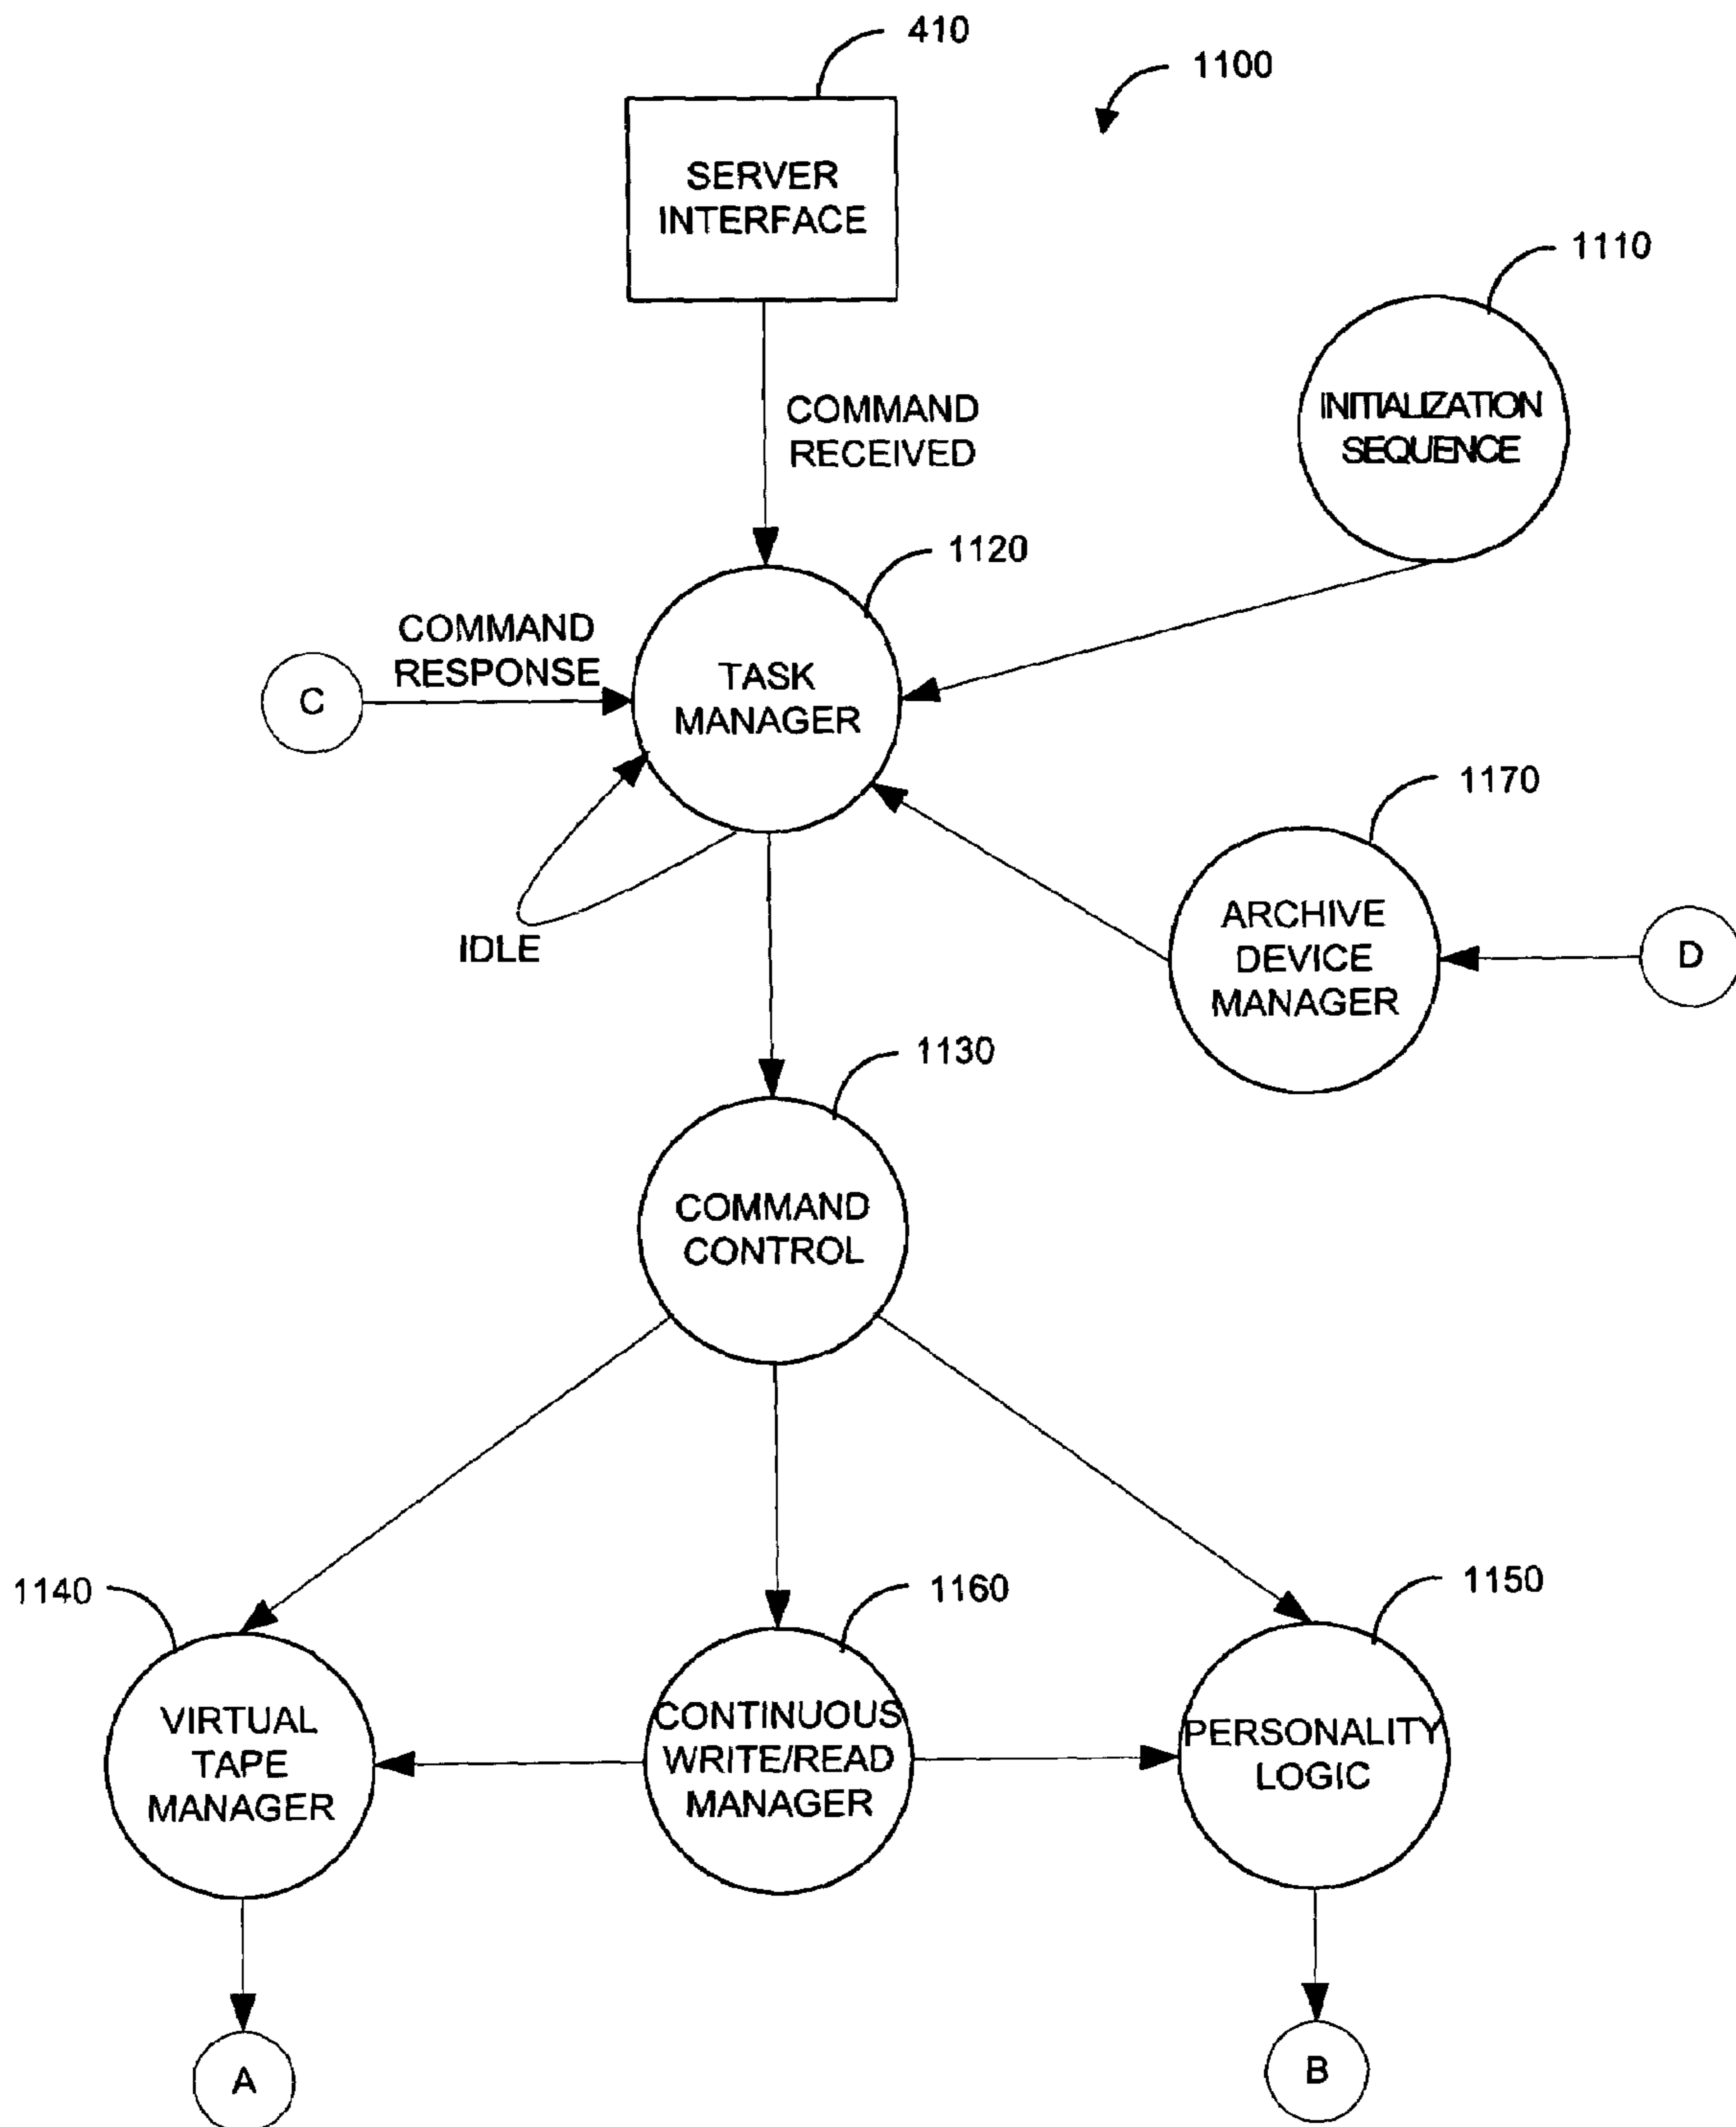 410
1100
SERVER
INTERFACE
1110
INITIALIZATION
SEQUENCE
COMMAND
RECEIVED
1120
COMMAND
RESPONSE
C
TASK
MANAGER
1170
IDLE
ARCHIVE
DEVICE
MANAGER
D
1130
COMMAND
CONTROL
1140
1160
1150
VIRTUAL
TAPE
MANAGER
CONTINUOUS
WRITE/READ
MANAGER
PERSONALITY
LOGIC
A
B